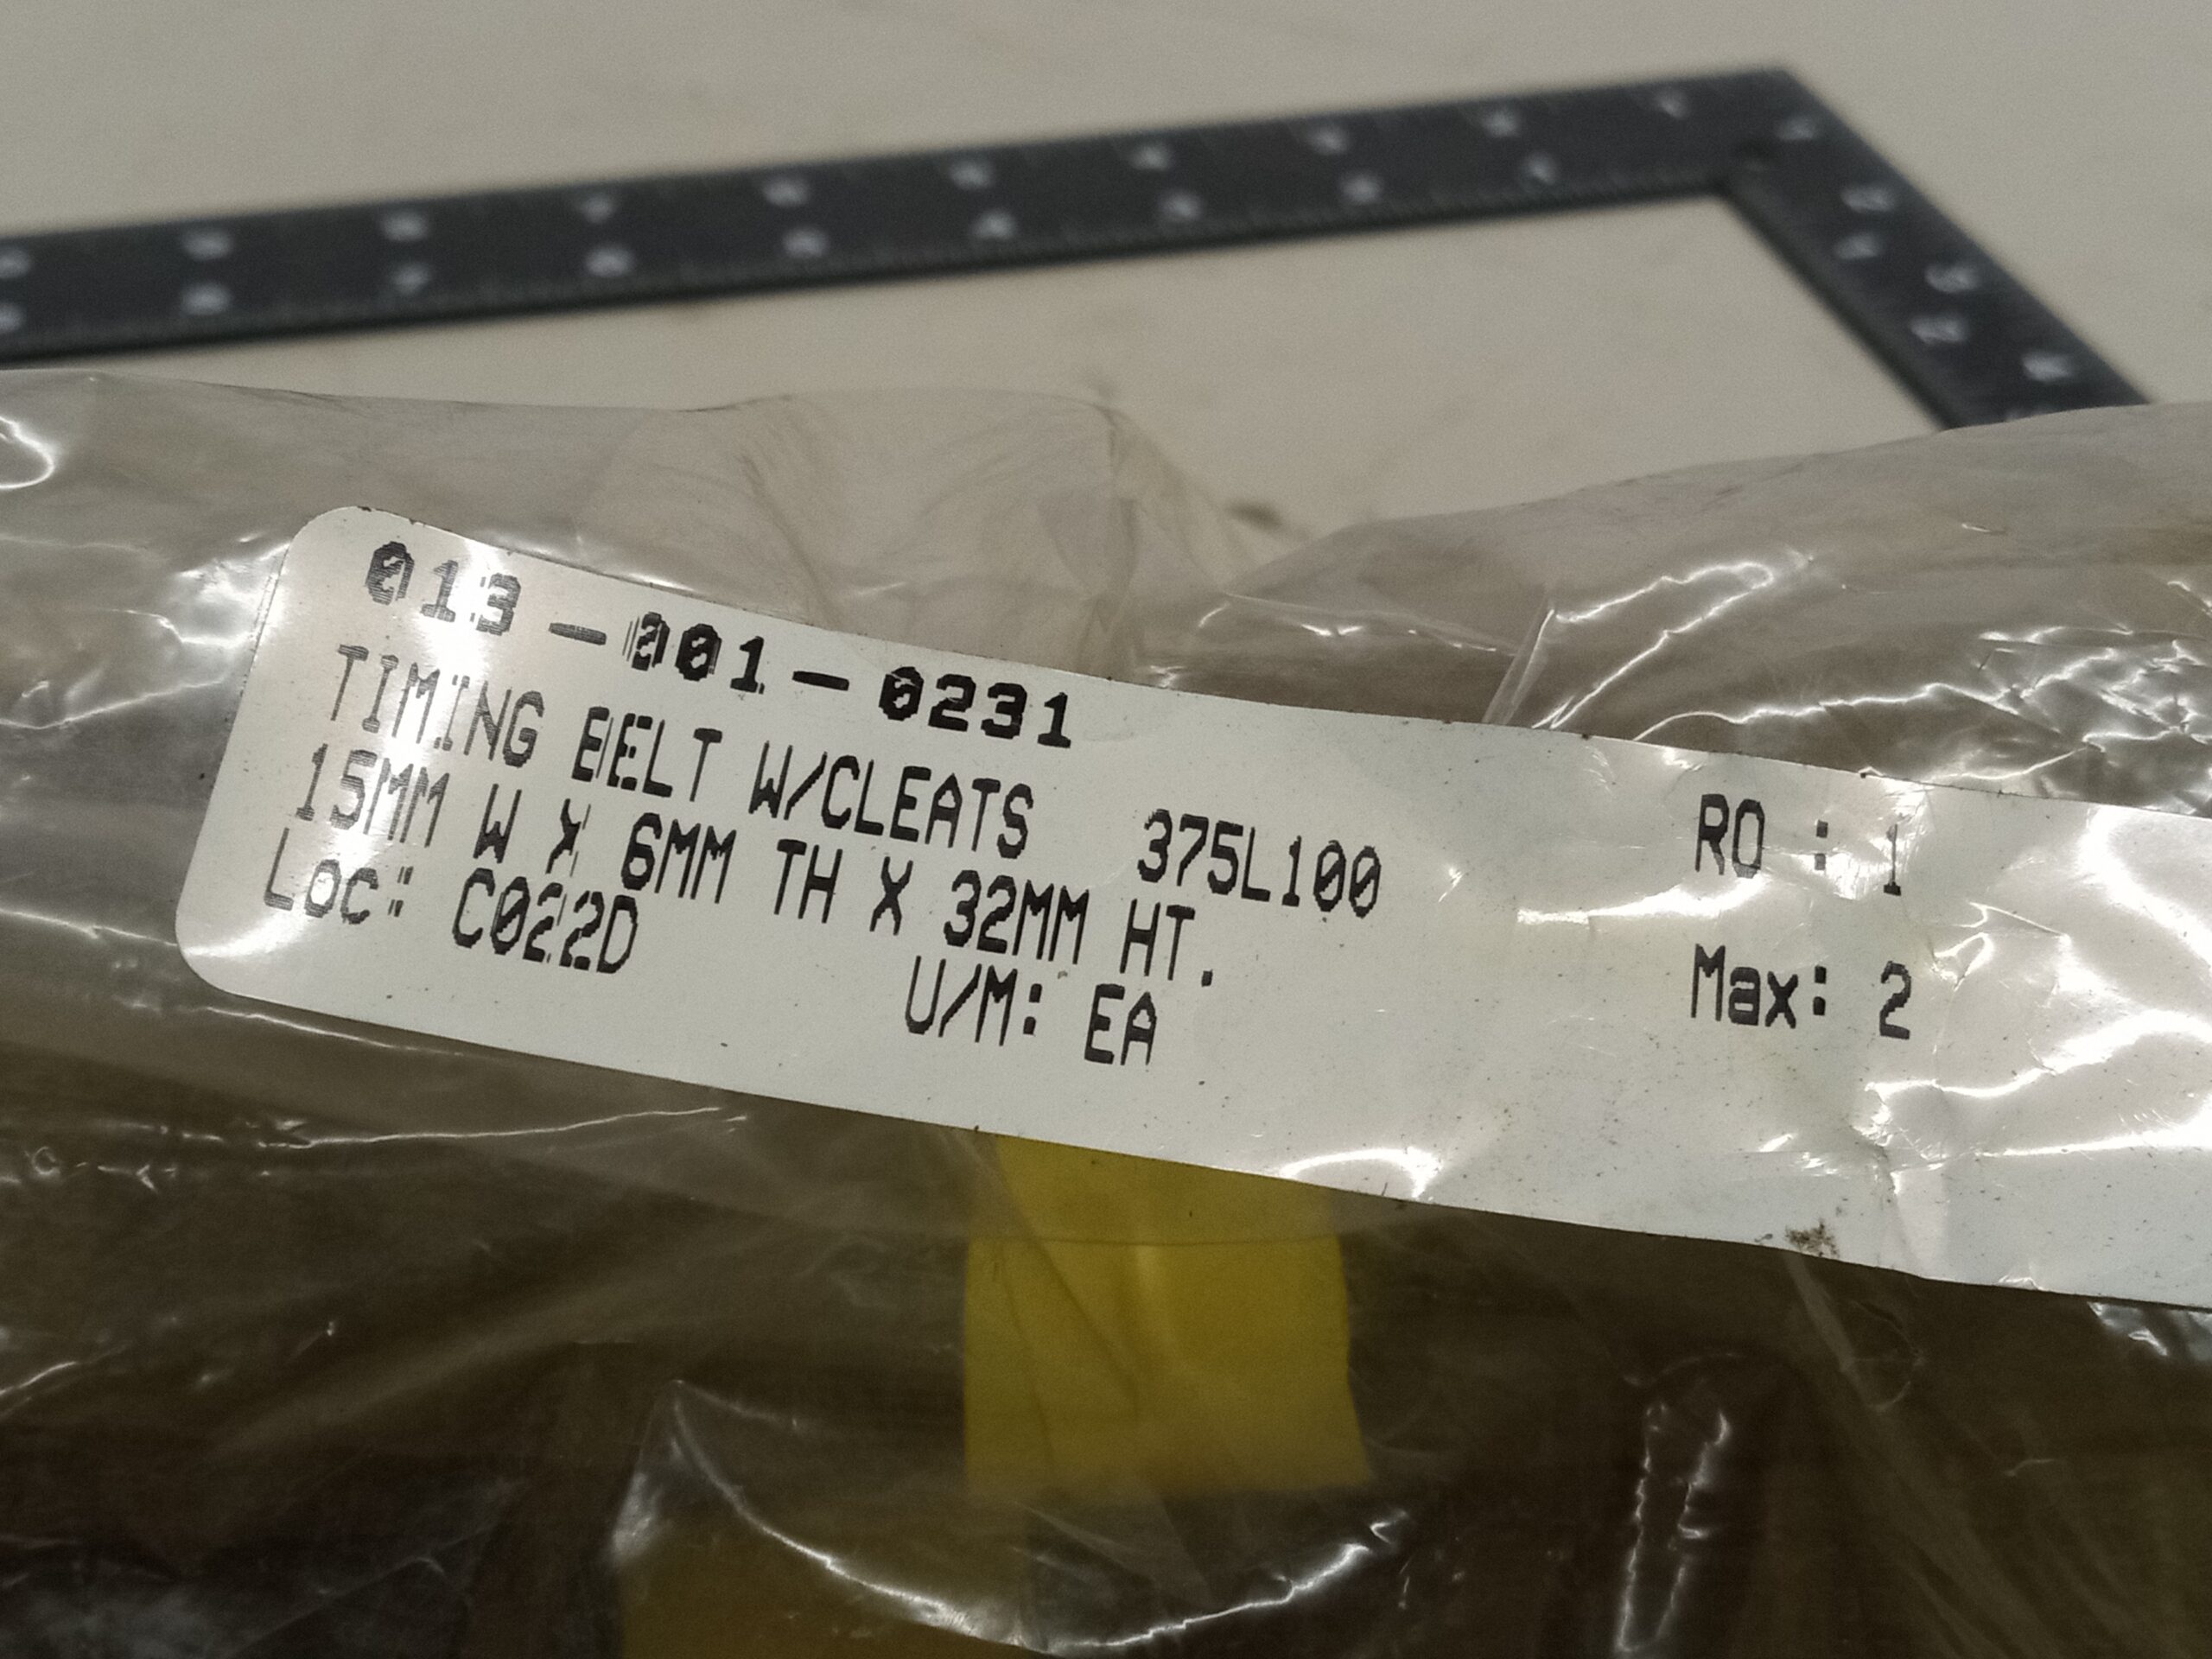 013-001-0231
TIMING BELT W/CLEATS 375L100 RO : 1
15MM W X 6MM TH X 32MM HT.
Loc: C022D U/M: EA Max: 2